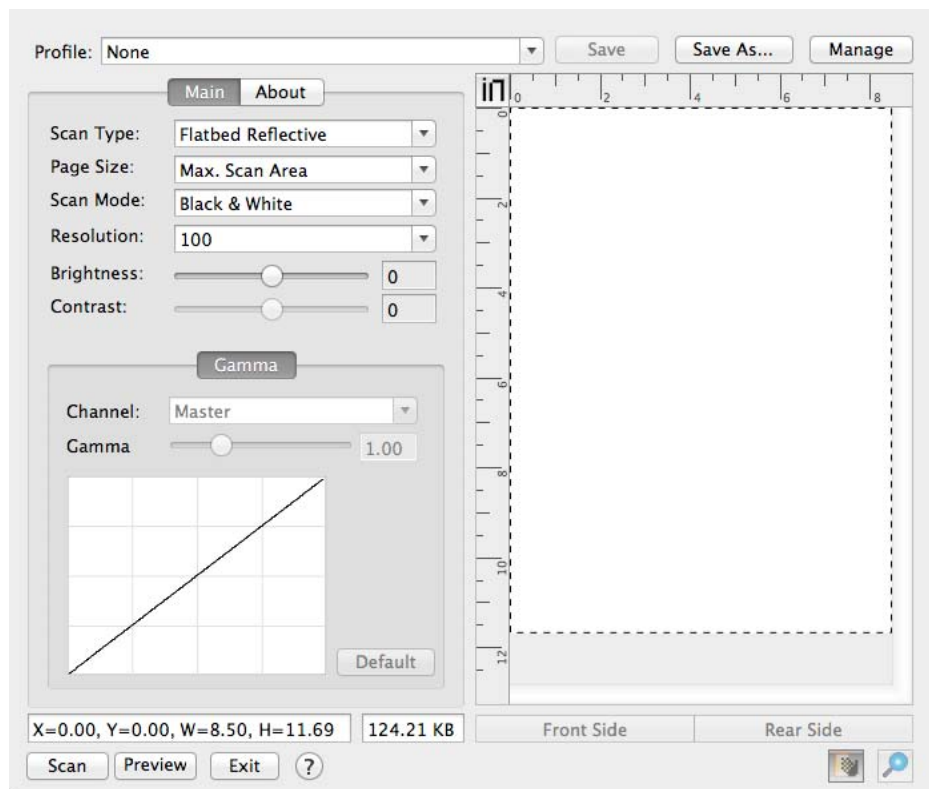 Profile: None Save Save As... Manage
Main About
Scan Type: Flatbed Reflective
Page Size: Max. Scan Area
Scan Mode: Black & White
Resolution: 100
Brightness: 0
Contrast: 0
Gamma
Channel: Master
Gamma 1.00
Default
X=0.00, Y=0.00, W=8.50, H=11.69 124.21 KB
Scan Preview Exit ?
in 0 2 4 6 8
0
2
4
6
8
10
12
Front Side Rear Side